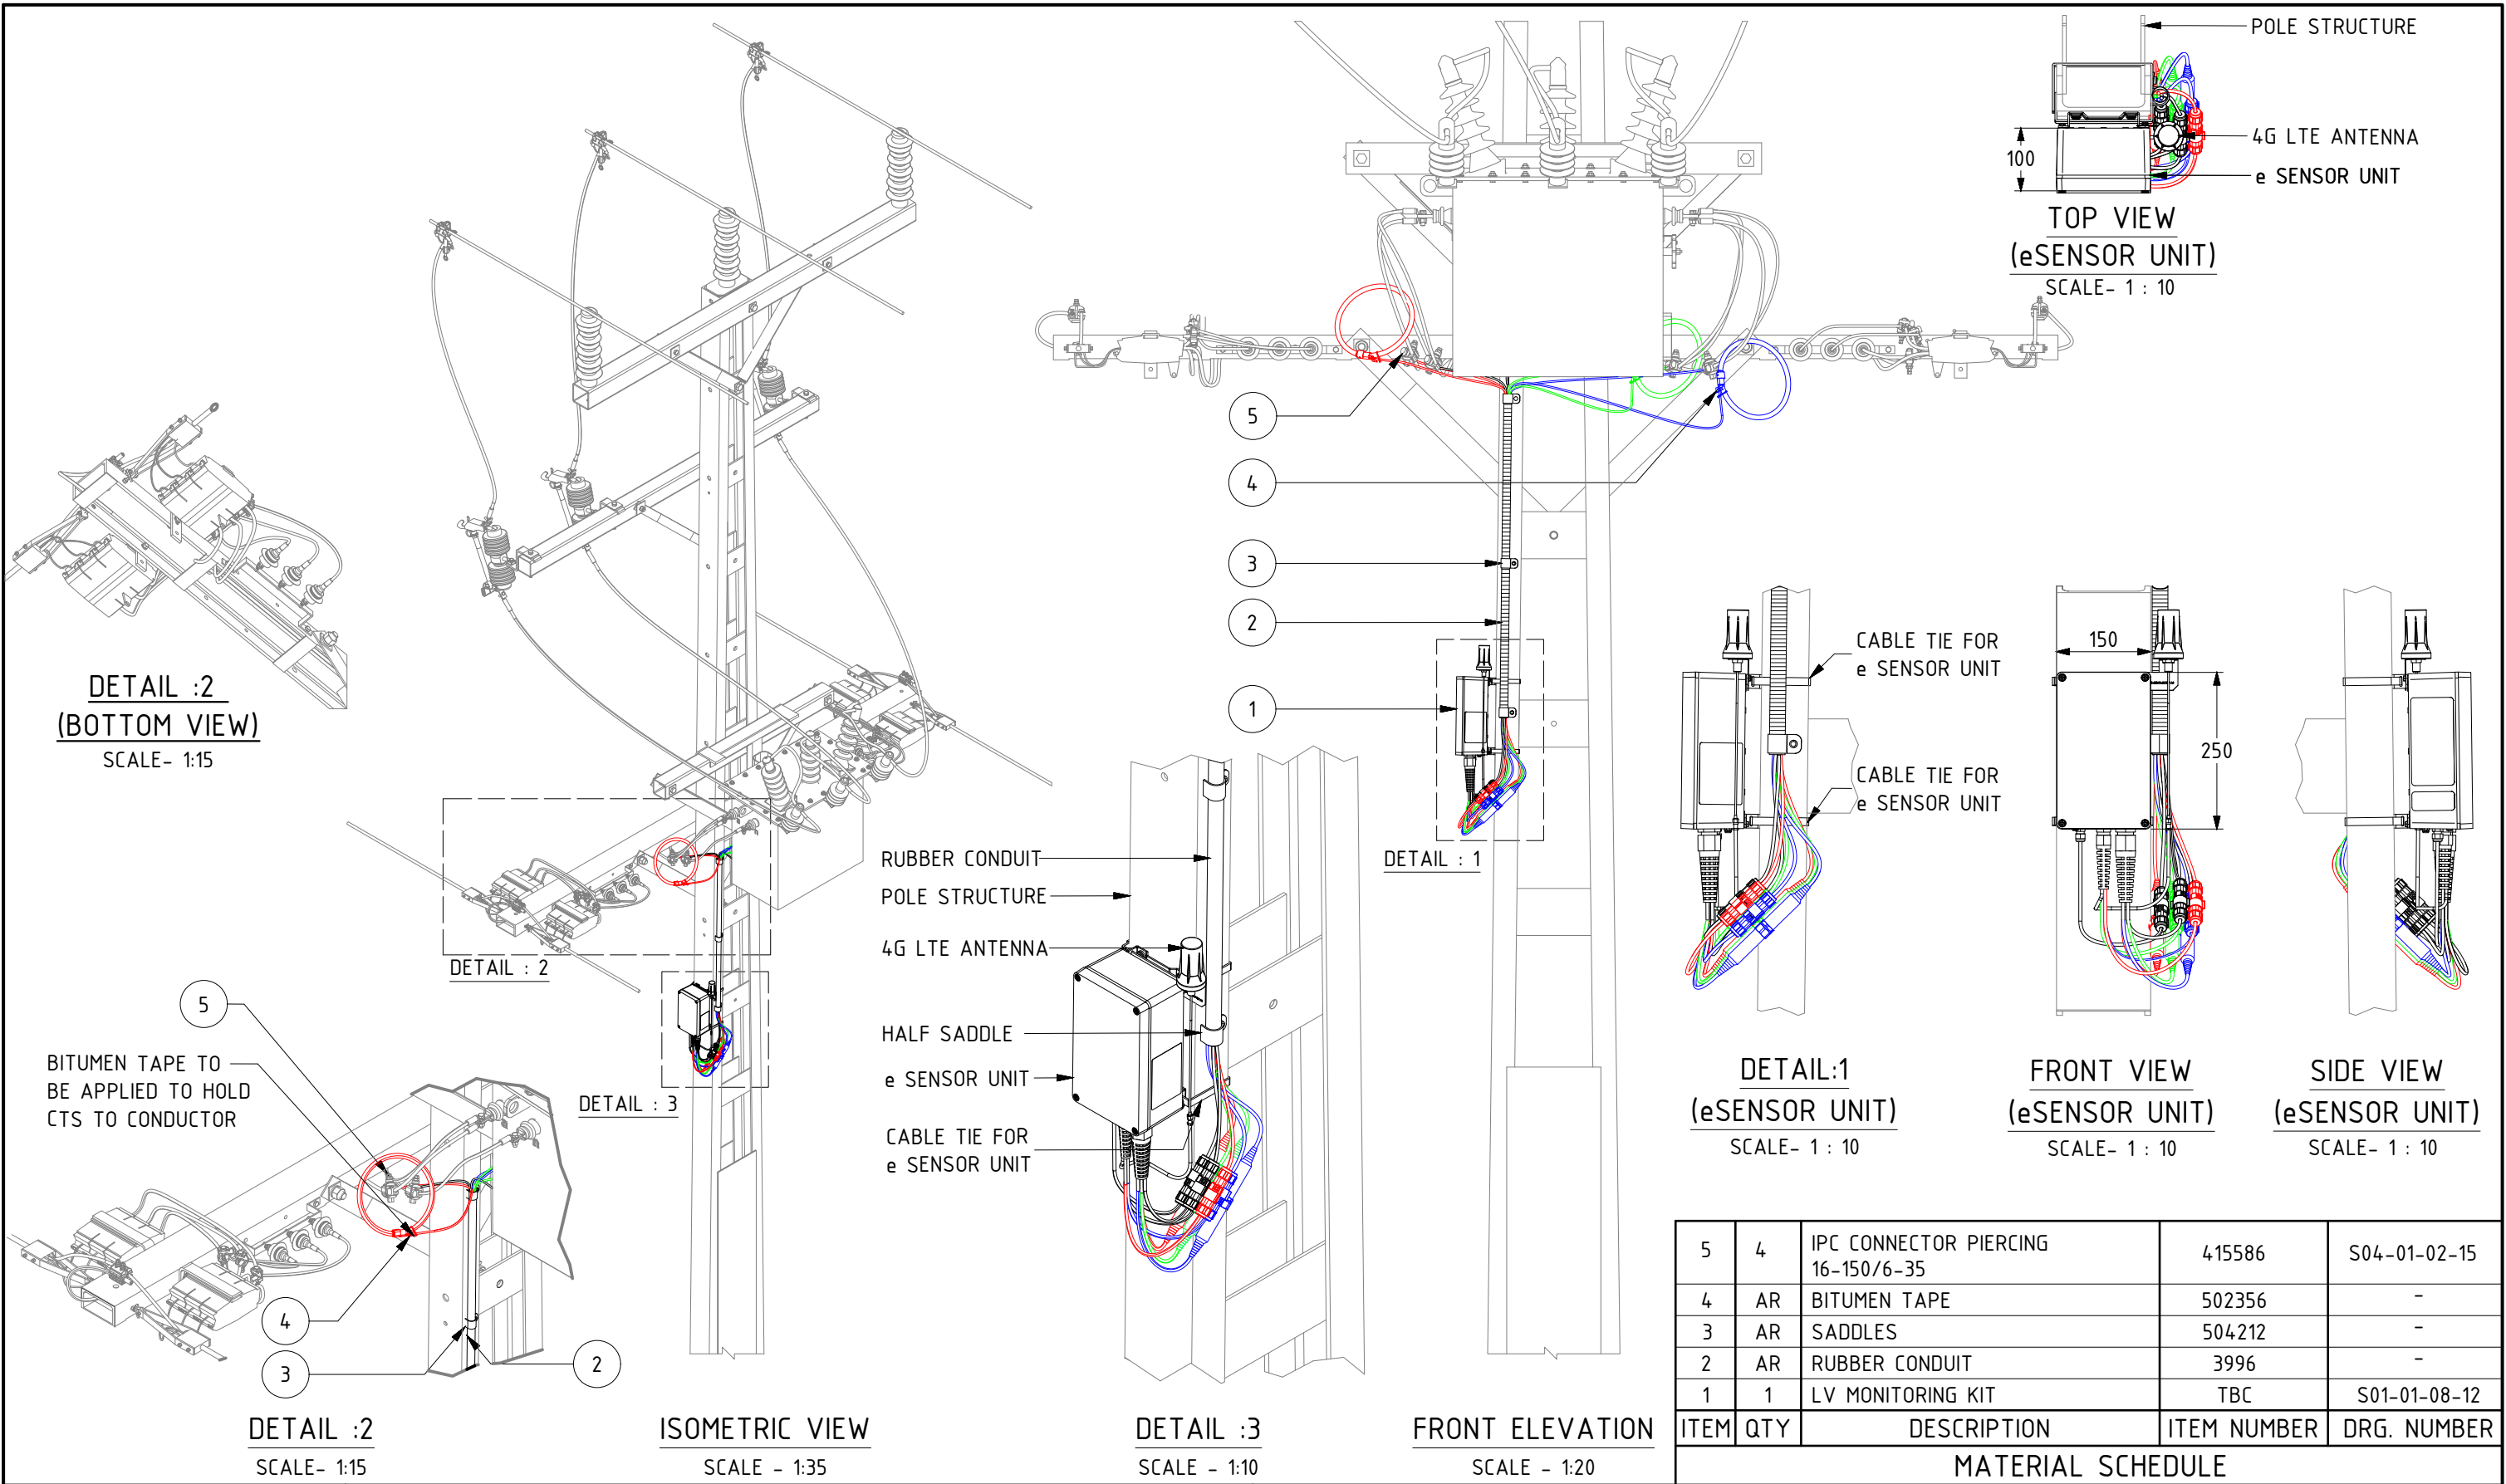 POLE STRUCTURE
4G LTE ANTENNA
100
e SENSOR UNIT
TOP VIEW
(eSENSOR UNIT)
SCALE- 1 : 10
5
4
3
2
1
DETAIL : 1
DETAIL :2
(BOTTOM VIEW)
SCALE- 1:15
DETAIL : 2
DETAIL : 3
5
BITUMEN TAPE TO
BE APPLIED TO HOLD
CTS TO CONDUCTOR
4
3
2
DETAIL :2
SCALE- 1:15
ISOMETRIC VIEW
SCALE - 1:35
RUBBER CONDUIT
POLE STRUCTURE
4G LTE ANTENNA
HALF SADDLE
e SENSOR UNIT
CABLE TIE FOR
e SENSOR UNIT
DETAIL :3
SCALE - 1:10
FRONT ELEVATION
SCALE - 1:20
CABLE TIE FOR
e SENSOR UNIT
CABLE TIE FOR
e SENSOR UNIT
DETAIL:1
(eSENSOR UNIT)
SCALE- 1 : 10
150
250
FRONT VIEW
(eSENSOR UNIT)
SCALE- 1 : 10
SIDE VIEW
(eSENSOR UNIT)
SCALE- 1 : 10
5 4 IPC CONNECTOR PIERCING 415586 S04-01-02-15
16-150/6-35
4 AR BITUMEN TAPE 502356 -
3 AR SADDLES 504212 -
2 AR RUBBER CONDUIT 3996 -
1 1 LV MONITORING KIT TBC S01-01-08-12
ITEM QTY DESCRIPTION ITEM NUMBER DRG. NUMBER
MATERIAL SCHEDULE